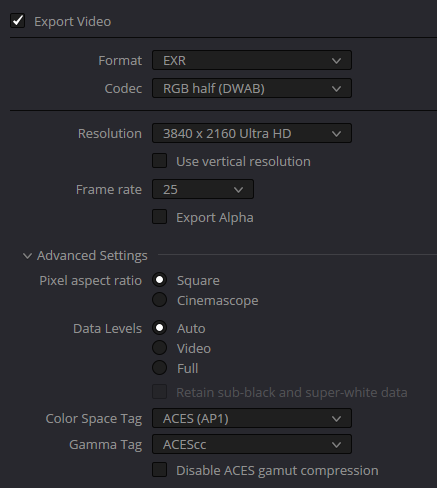 Export Video
Format EXR
Codec RGB half (DWAB)
Resolution 3840 x 2160 Ultra HD
Use vertical resolution
Frame rate 25
Export Alpha
Advanced Settings
Pixel aspect ratio Square
Cinemascope
Data Levels Auto
Video
Full
Retain sub-black and super-white data
Color Space Tag ACES (AP1)
Gamma Tag ACEScc
Disable ACES gamut compression